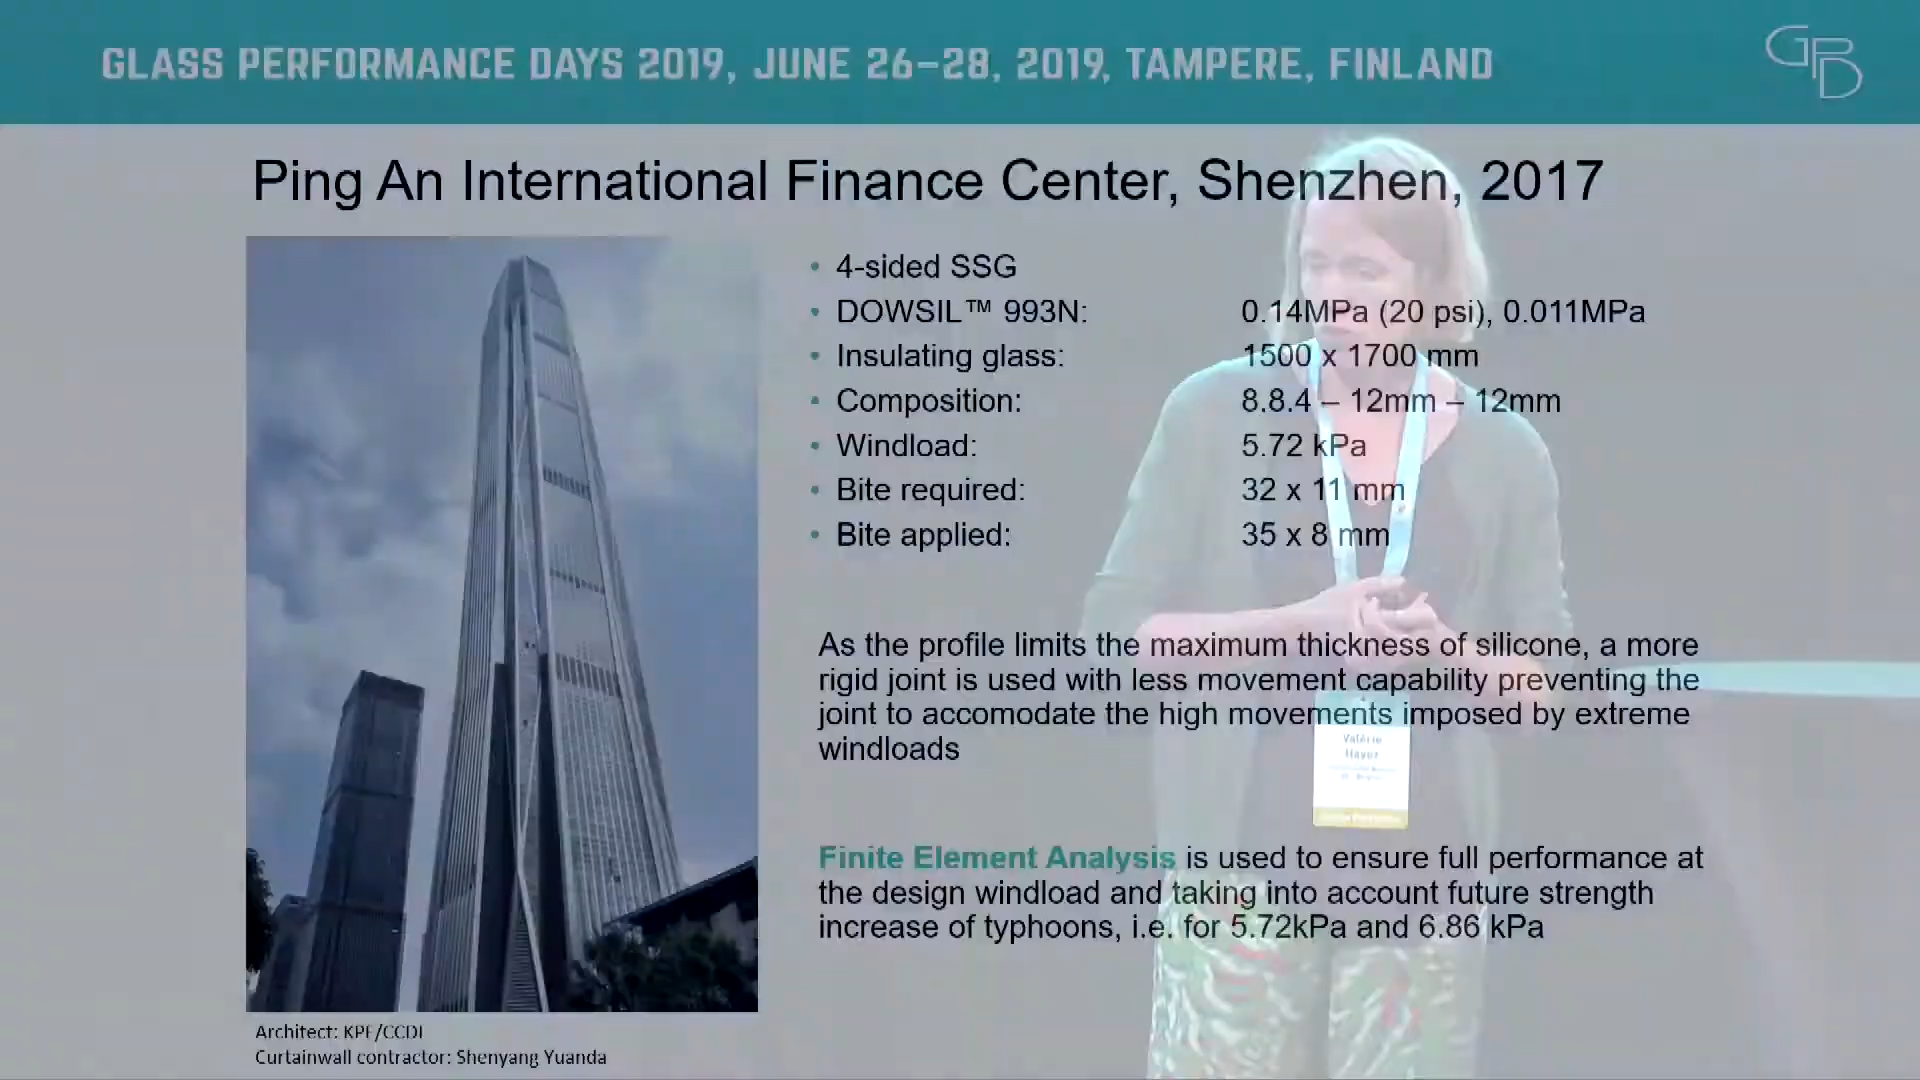 GLASS PERFORMANCE DAYS 2019, JUNE 26–28, 2019, TAMPERE, FINLAND
GPD
Ping An International Finance Center, Shenzhen, 2017
• 4-sided SSG
• DOWSIL™ 993N: 0.14MPa (20 psi), 0.011MPa
• Insulating glass: 1500 x 1700 mm
• Composition: 8.8.4 – 12mm – 12mm
• Windload: 5.72 kPa
• Bite required: 32 x 11 mm
• Bite applied: 35 x 8 mm
As the profile limits the maximum thickness of silicone, a more
rigid joint is used with less movement capability preventing the
joint to accomodate the high movements imposed by extreme
windloads
Valérie
Hayez
Finite Element Analysis is used to ensure full performance at
the design windload and taking into account future strength
increase of typhoons, i.e. for 5.72kPa and 6.86 kPa
Architect: KPF/CCDI
Curtainwall contractor: Shenyang Yuanda